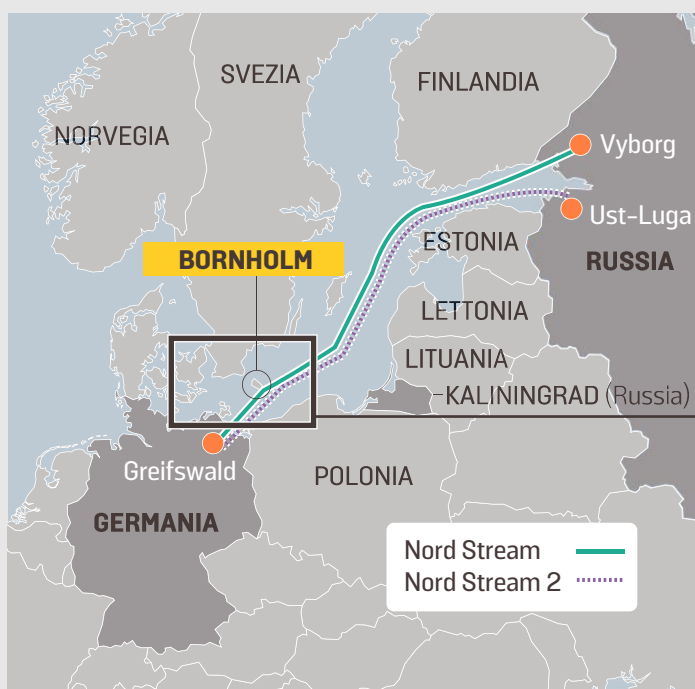 SVEZIA
FINLANDIA
NORVEGIA
Vyborg
Ust-Luga
ESTONIA
BORNHOLM
RUSSIA
LETTONIA
LITUANIA
KALININGRAD (Russia)
Greifswald
POLONIA
GERMANIA
Nord Stream
Nord Stream 2